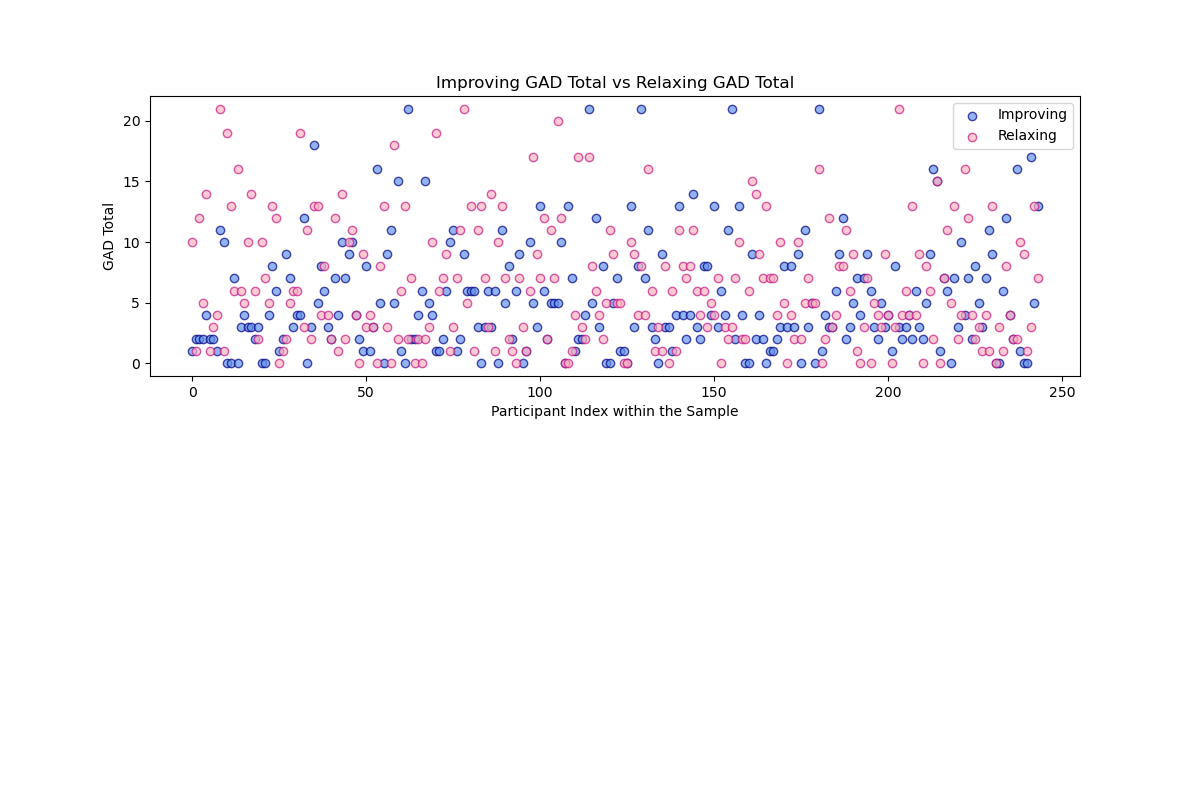 Improving GAD Total vs Relaxing GAD Total
Improving
Relaxing
GAD Total
20
15
10
5
0
0 50 100 150 200 250
Participant Index within the Sample